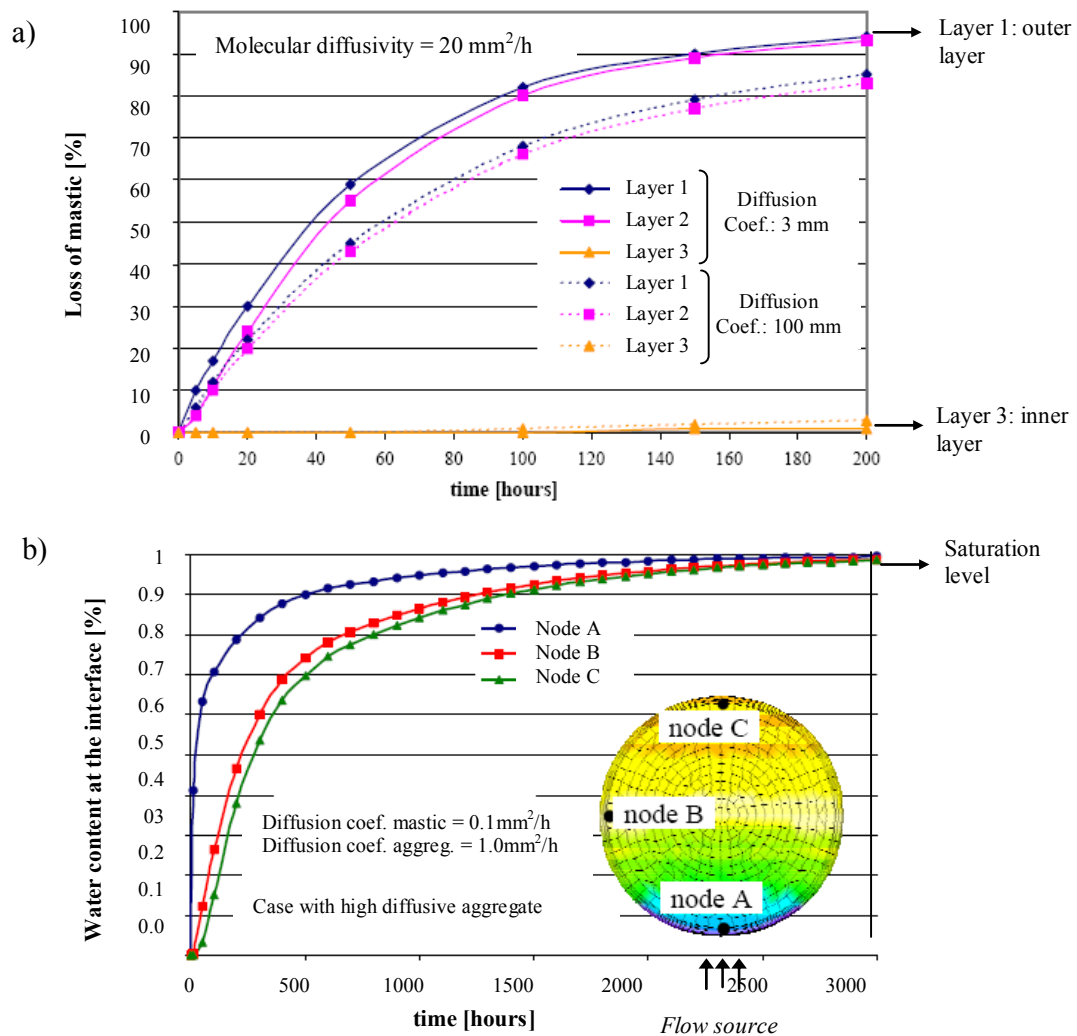 a)
Molecular diffusivity = 20 mm²/h
Layer 1: outer
layer
Loss of mastic [%]
100
90
80
70
60
50
40
30
20
10
0
Layer 1
Layer 2
Layer 3
Diffusion
Coef.: 3 mm
Layer 1
Layer 2
Layer 3
Diffusion
Coef.: 100 mm
Layer 3: inner
layer
0 20 40 60 80 100 120 140 160 180 200
time [hours]
b)
Water content at the interface [%]
1
0.9
0.8
0.7
0.6
0.5
0.4
03
0.2
0.1
0.0
Saturation
level
Node A
Node B
Node C
node C
node B
node A
Diffusion coef. mastic = 0.1mm²/h
Diffusion coef. aggreg. = 1.0mm²/h
Case with high diffusive aggregate
0 500 1000 1500 2000 2500 3000
time [hours]
Flow source